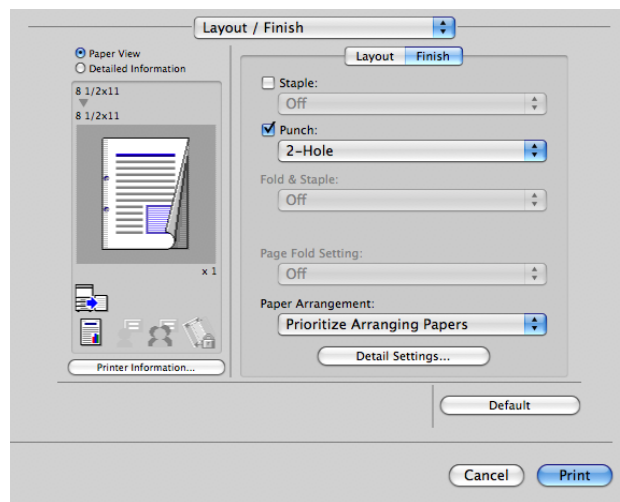 Layout / Finish
Paper View
Detailed Information
8 1/2x11
8 1/2x11
x 1
Printer Information...
Layout Finish
Staple:
Off
Punch:
2-Hole
Fold & Staple:
Off
Page Fold Setting:
Off
Paper Arrangement:
Prioritize Arranging Papers
Detail Settings...
Default
Cancel Print